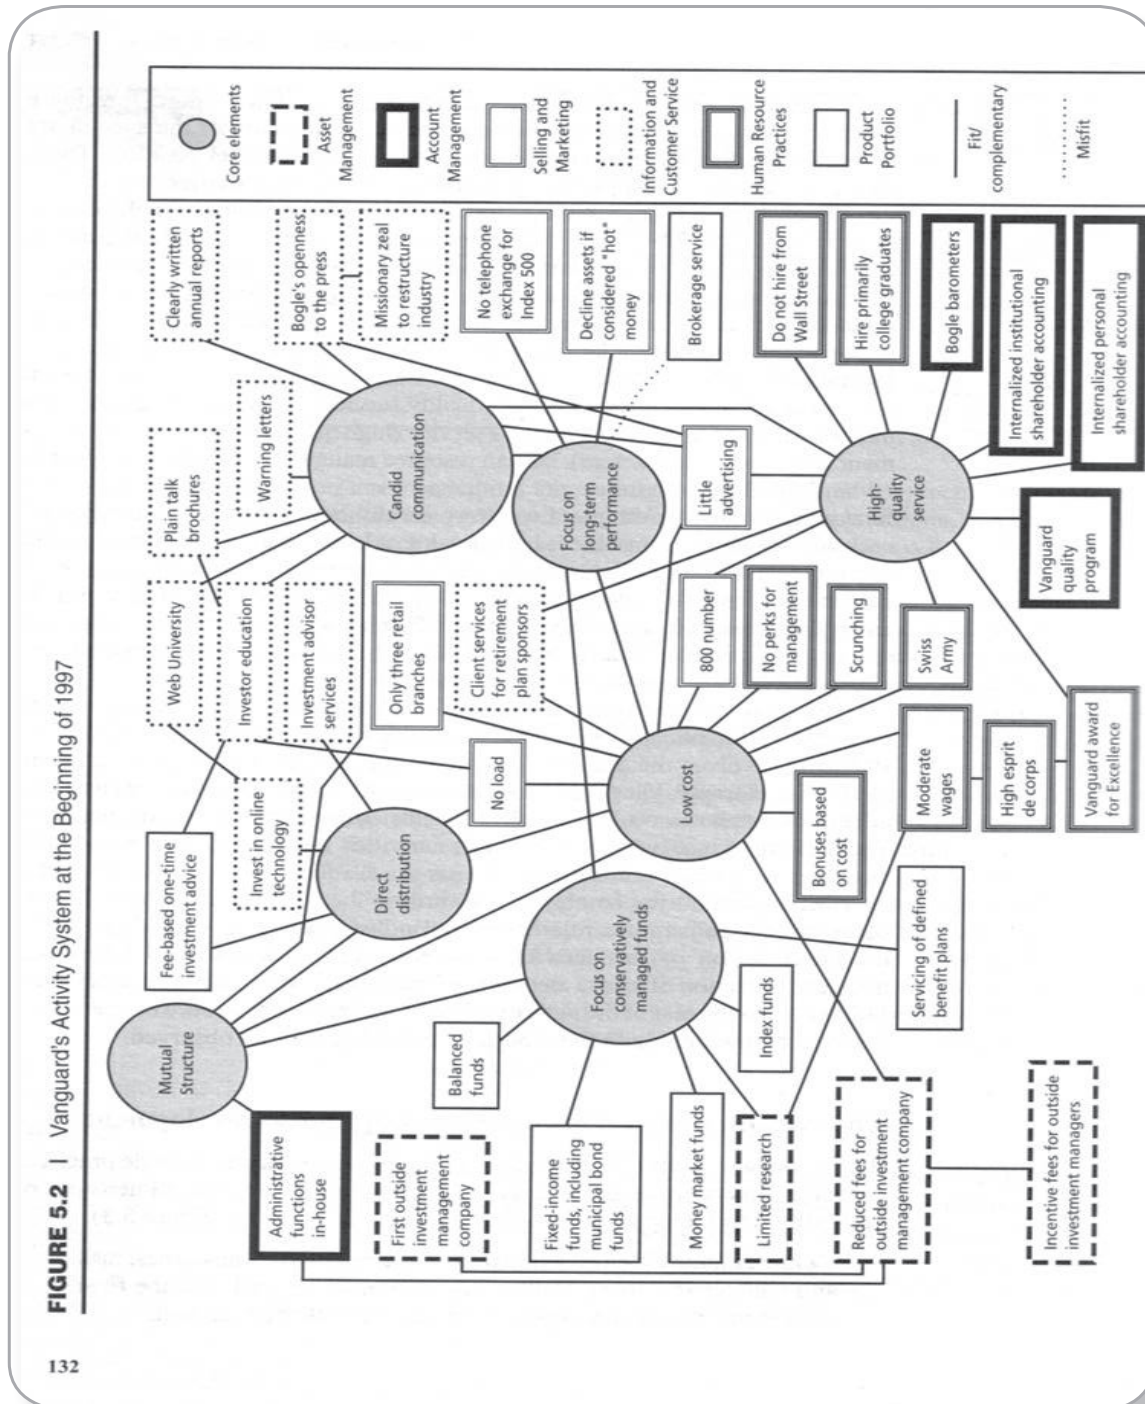 132
FIGURE 5.2 Vanguard's Activity System at the Beginning of 1997
Mutual
Structure
Fee-based one-time
investment advice
Web University
Plain talk
brochures
Clearly written
annual reports
Invest in online
technology
Investor education
Warning letters
Bogle's openness
to the press
Administrative
functions
in-house
Direct
distribution
Investment advisor
services
Candid
communication
Missionary zeal
to restructure
industry
First outside
investment
management
company
Balanced
funds
No load
Only three retail
branches
No telephone
exchange for
Index 500
Client services
for retirement
plan sponsors
Focus on
long-term
performance
Decline assets if
considered "hot"
money
Fixed-income
funds, including
municipal bond
funds
Focus on
conservatively
managed funds
Low cost
Little
advertising
Brokerage service
Money market funds
Index funds
800 number
Limited research
Bonuses based
on cost
No perks for
management
Do not hire from
Wall Street
Scrunching
High-
quality
service
Hire primarily
college graduates
Reduced fees for
outside investment
management company
Servicing of defined
benefit plans
Moderate
wages
Swiss
Army
Bogle barometers
High esprit
de corps
Internalized institutional
shareholder accounting
Incentive fees for outside
investment managers
Vanguard award
for Excellence
Vanguard
quality
program
Internalized personal
shareholder accounting
Core elements
Asset
Management
Account
Management
Selling and
Marketing
Information and
Customer Service
Human Resource
Practices
Product
Portfolio
Fit/
complementary
Misfit